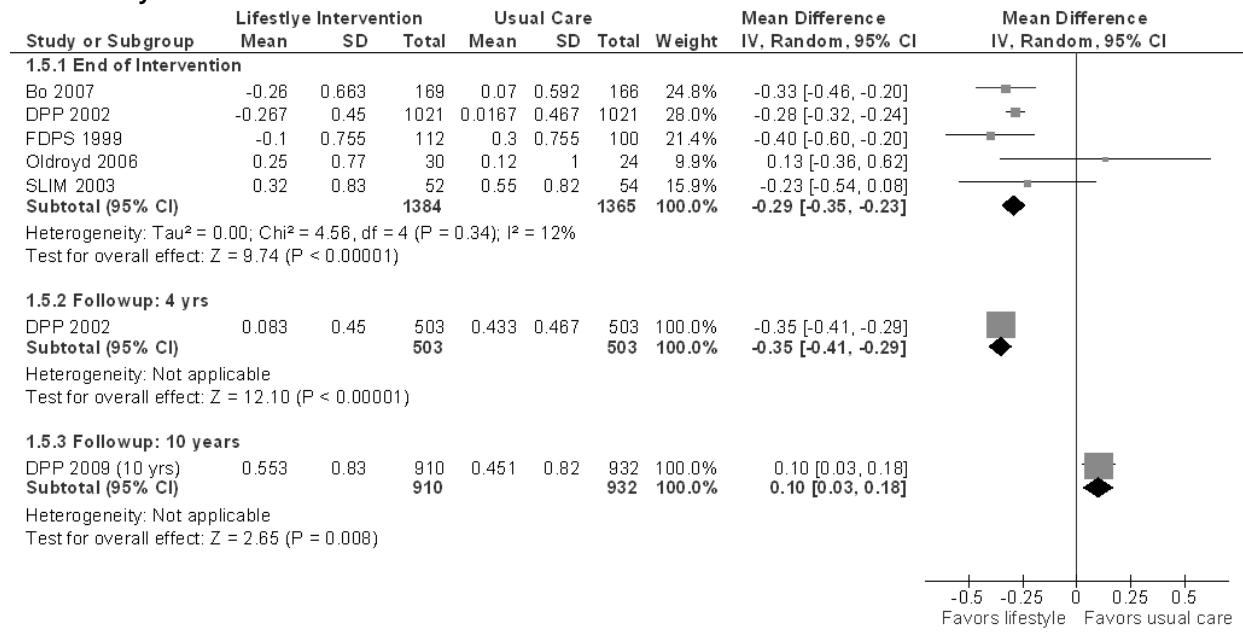 Lifestlye Intervention Usual Care Mean Difference Mean Difference
Study or Subgroup Mean SD Total Mean SD Total Weight IV, Random, 95% CI IV, Random, 95% CI
1.5.1 End of Intervention
Bo 2007 -0.26 0.663 169 0.07 0.592 166 24.8% -0.33 [-0.46, -0.20]
DPP 2002 -0.267 0.45 1021 0.0167 0.467 1021 28.0% -0.28 [-0.32, -0.24]
FDPS 1999 -0.1 0.755 112 0.3 0.755 100 21.4% -0.40 [-0.60, -0.20]
Oldroyd 2006 0.25 0.77 30 0.12 1 24 9.9% 0.13 [-0.36, 0.62]
SLIM 2003 0.32 0.83 52 0.55 0.82 54 15.9% -0.23 [-0.54, 0.08]
Subtotal (95% CI) 1384 1365 100.0% -0.29 [-0.35, -0.23]
Heterogeneity: Tau² = 0.00; Chi² = 4.56, df = 4 (P = 0.34); I² = 12%
Test for overall effect: Z = 9.74 (P < 0.00001)
1.5.2 Followup: 4 yrs
DPP 2002 0.083 0.45 503 0.433 0.467 503 100.0% -0.35 [-0.41, -0.29]
Subtotal (95% CI) 503 503 100.0% -0.35 [-0.41, -0.29]
Heterogeneity: Not applicable
Test for overall effect: Z = 12.10 (P < 0.00001)
1.5.3 Followup: 10 years
DPP 2009 (10 yrs) 0.553 0.83 910 0.451 0.82 932 100.0% 0.10 [0.03, 0.18]
Subtotal (95% CI) 910 932 100.0% 0.10 [0.03, 0.18]
Heterogeneity: Not applicable
Test for overall effect: Z = 2.65 (P = 0.008)
-0.5 -0.25 0 0.25 0.5
Favors lifestyle Favors usual care